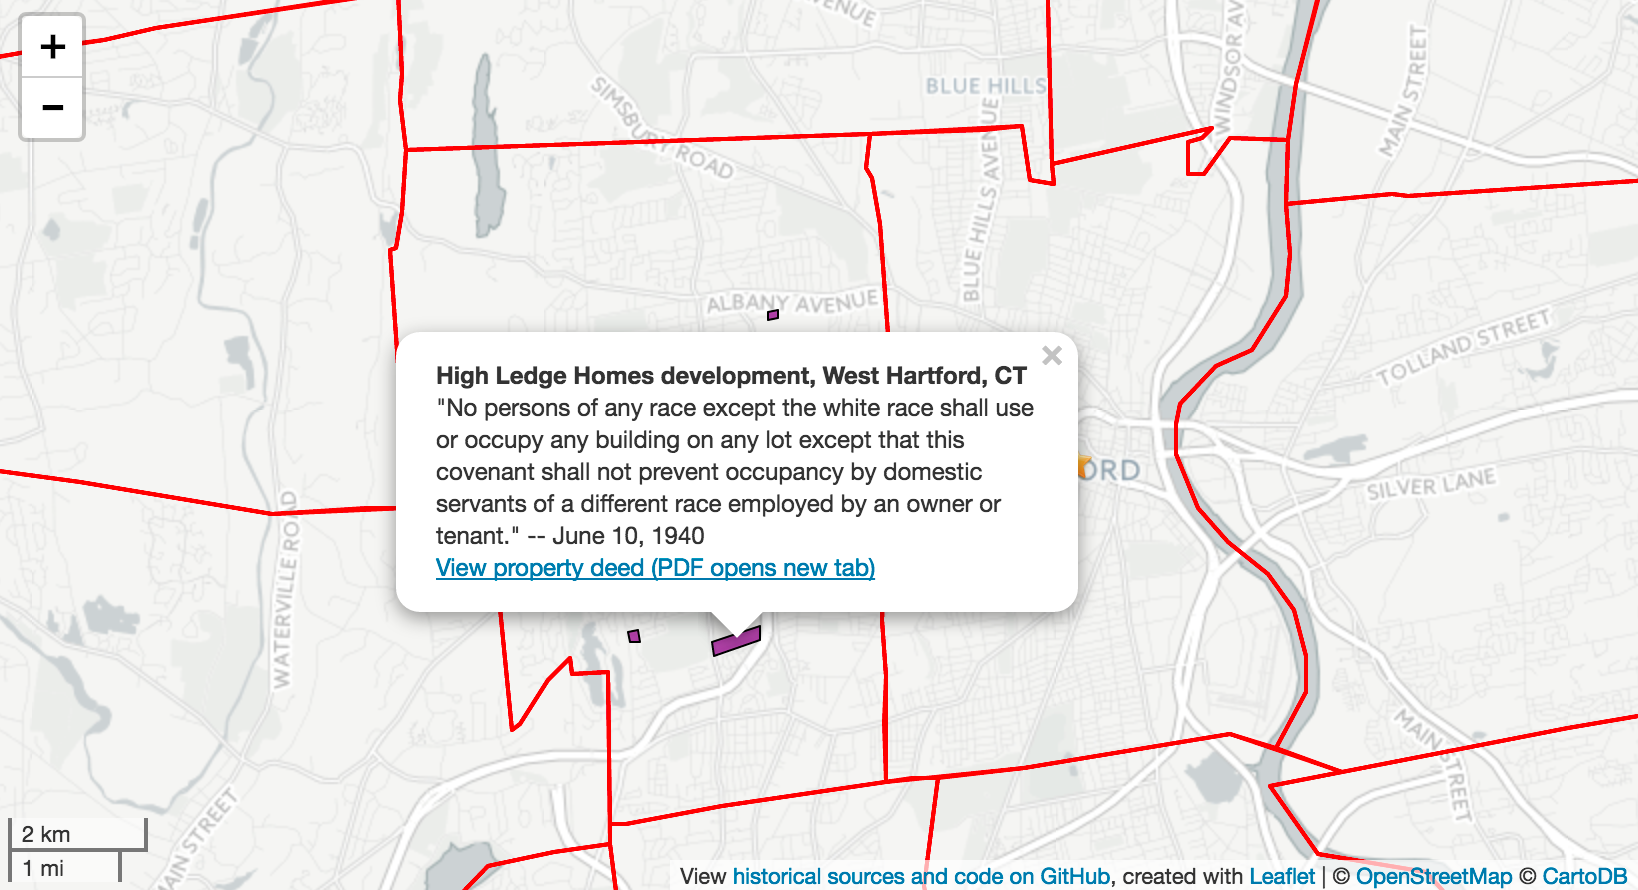 +
−
AVENUE
WINDSOR AV
MAIN STREET
BLUE HILLS
SIMSBURY ROAD
BLUE HILLS AVENUE
ALBANY AVENUE
TOLLAND STREET
×
High Ledge Homes development, West Hartford, CT
"No persons of any race except the white race shall use
or occupy any building on any lot except that this
covenant shall not prevent occupancy by domestic
servants of a different race employed by an owner or
tenant." -- June 10, 1940
View property deed (PDF opens new tab)
ORD
SILVER LANE
WATERVILLE ROAD
MAIN STREET
MAIN STREET
2 km
1 mi
View historical sources and code on GitHub, created with Leaflet | © OpenStreetMap © CartoDB